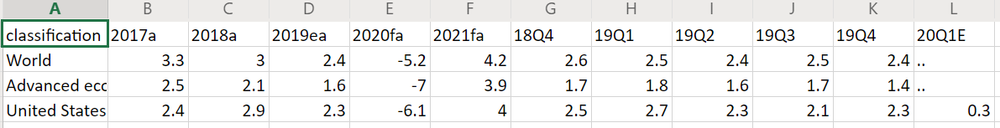 A B C D E F G H I J K L
classification 2017a 2018a 2019ea 2020fa 2021fa 18Q4 19Q1 19Q2 19Q3 19Q4 20Q1E
World 3.3 3 2.4 -5.2 4.2 2.6 2.5 2.4 2.5 2.4 ..
Advanced ecc 2.5 2.1 1.6 -7 3.9 1.7 1.8 1.6 1.7 1.4 ..
United States 2.4 2.9 2.3 -6.1 4 2.5 2.7 2.3 2.1 2.3 0.3